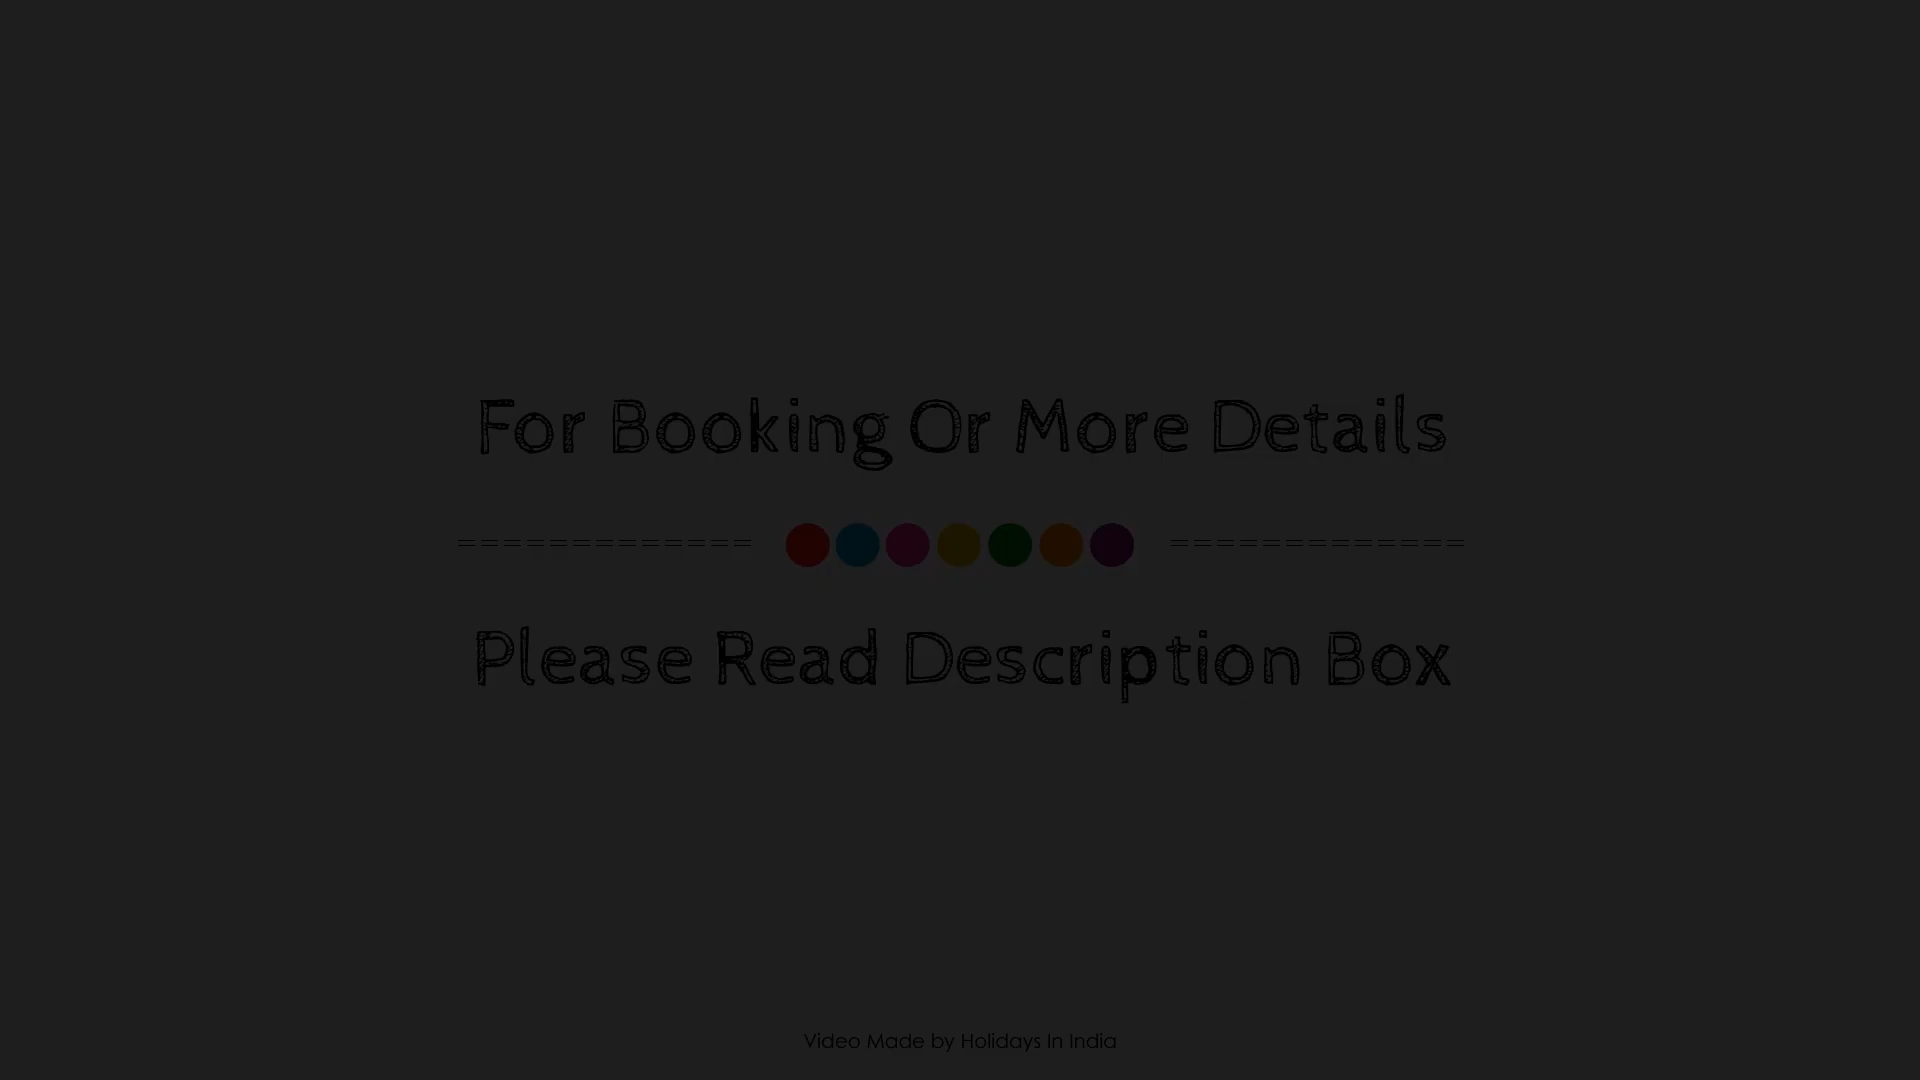 For Booking Or More Details
============= =============
Please Read Description Box
Video Made by Holidays In India